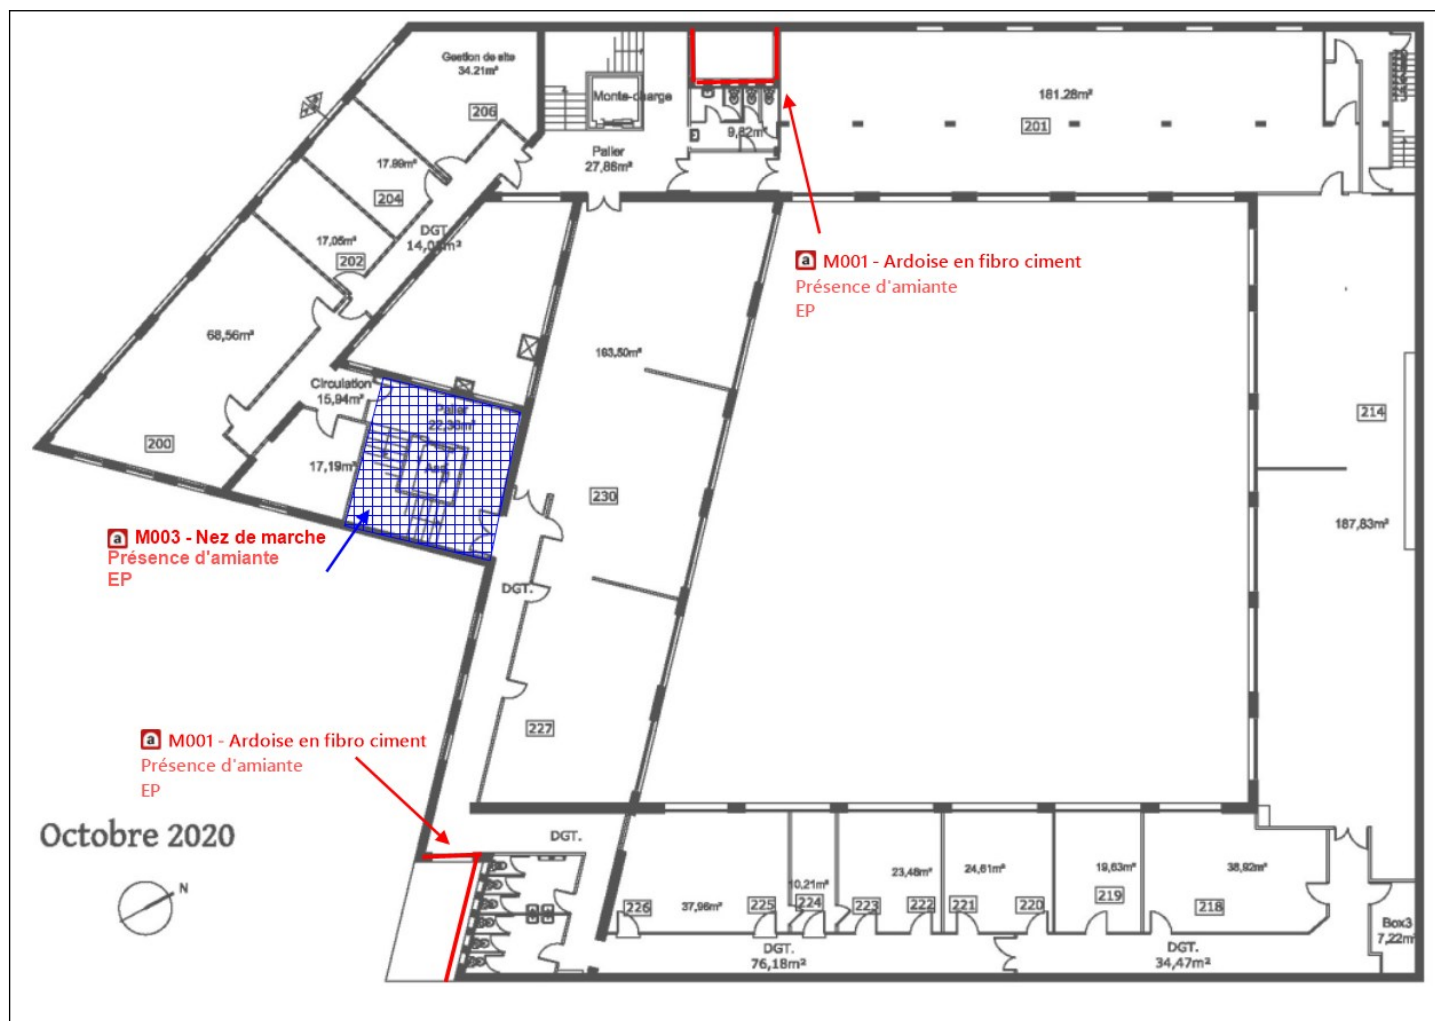 Gestion de site
34.21m²
206
Monte-charge
181.28m²
201
9,82m²
Palier
27,86m²
17.99m²
204
DGT.
17,05m²
202
a M001 - Ardoise en fibro ciment
Présence d'amiante
EP
68,56m²
193,50m²
Circulation
15,94m²
Palier
22,38m²
214
200
17,19m²
230
187,83m²
a M003 - Nez de marche
Présence d'amiante
EP
DGT.
227
a M001 - Ardoise en fibro ciment
Présence d'amiante
EP
Octobre 2020
DGT.
N
37,96m²
10,21m²
23,48m²
24,61m²
19,63m²
38,92m²
226
225
224
223
222
221
220
219
218
Box3
7,22m²
DGT.
76,18m²
DGT.
34,47m²